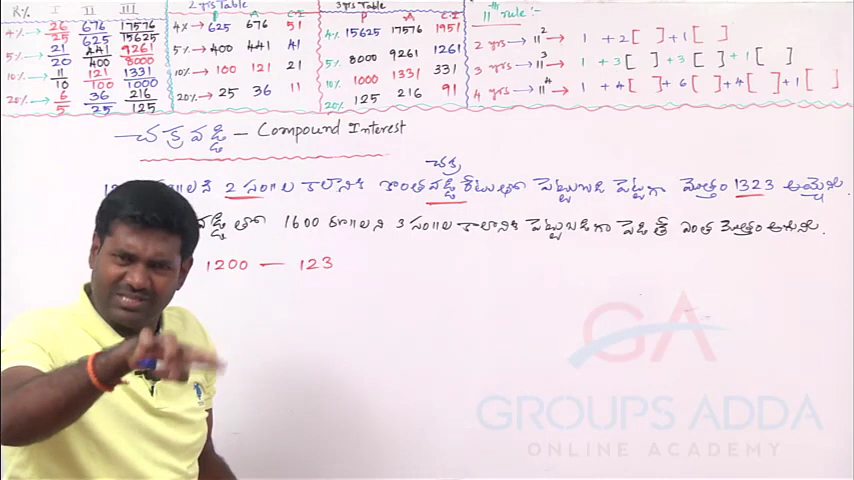 R% I II III
4% → 26/25 676/625 17576/15625
5% → 21/20 441/400 9261/8000
10% → 11/10 121/100 1331/1000
20% → 6/5 36/25 216/125
2 yrs Table
P A C.I
4% → 625 676 51
5% → 400 441 41
10% → 100 121 21
20% → 25 36 11
3 yrs Table
P A C.I
4% 15625 17576 1951
5% 8000 9261 1261
10% 1000 1331 331
20% 125 216 91
11th rule :-
2 yrs → 11² → 1 + 2[ ] + 1[ ]
3 yrs → 11³ → 1 + 3[ ] + 3[ ] + 1[ ]
4 yrs → 11⁴ → 1 + 4[ ] + 6[ ] + 4[ ] + 1[ ]
చక్రవడ్డి – Compound Interest
చక్ర
2 సం॥ల కాలానికి వడ్డి రేటుతో పెట్టుబడి పెట్టగా మొత్తం 1323 అయ్యెను.
వడ్డీతో 1600 రూ॥లని 3 సం॥ల కాలానికి పెట్టుబడిగా పెడితే ఎంత మొత్తం అగును.
1200 — 123
GA
GROUPS ADDA
ONLINE ACADEMY